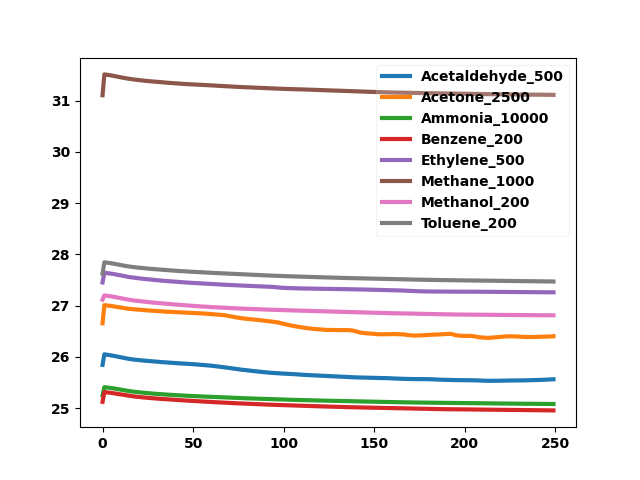 Acetaldehyde_500
Acetone_2500
Ammonia_10000
Benzene_200
Ethylene_500
Methane_1000
Methanol_200
Toluene_200
31
30
29
28
27
26
25
0 50 100 150 200 250